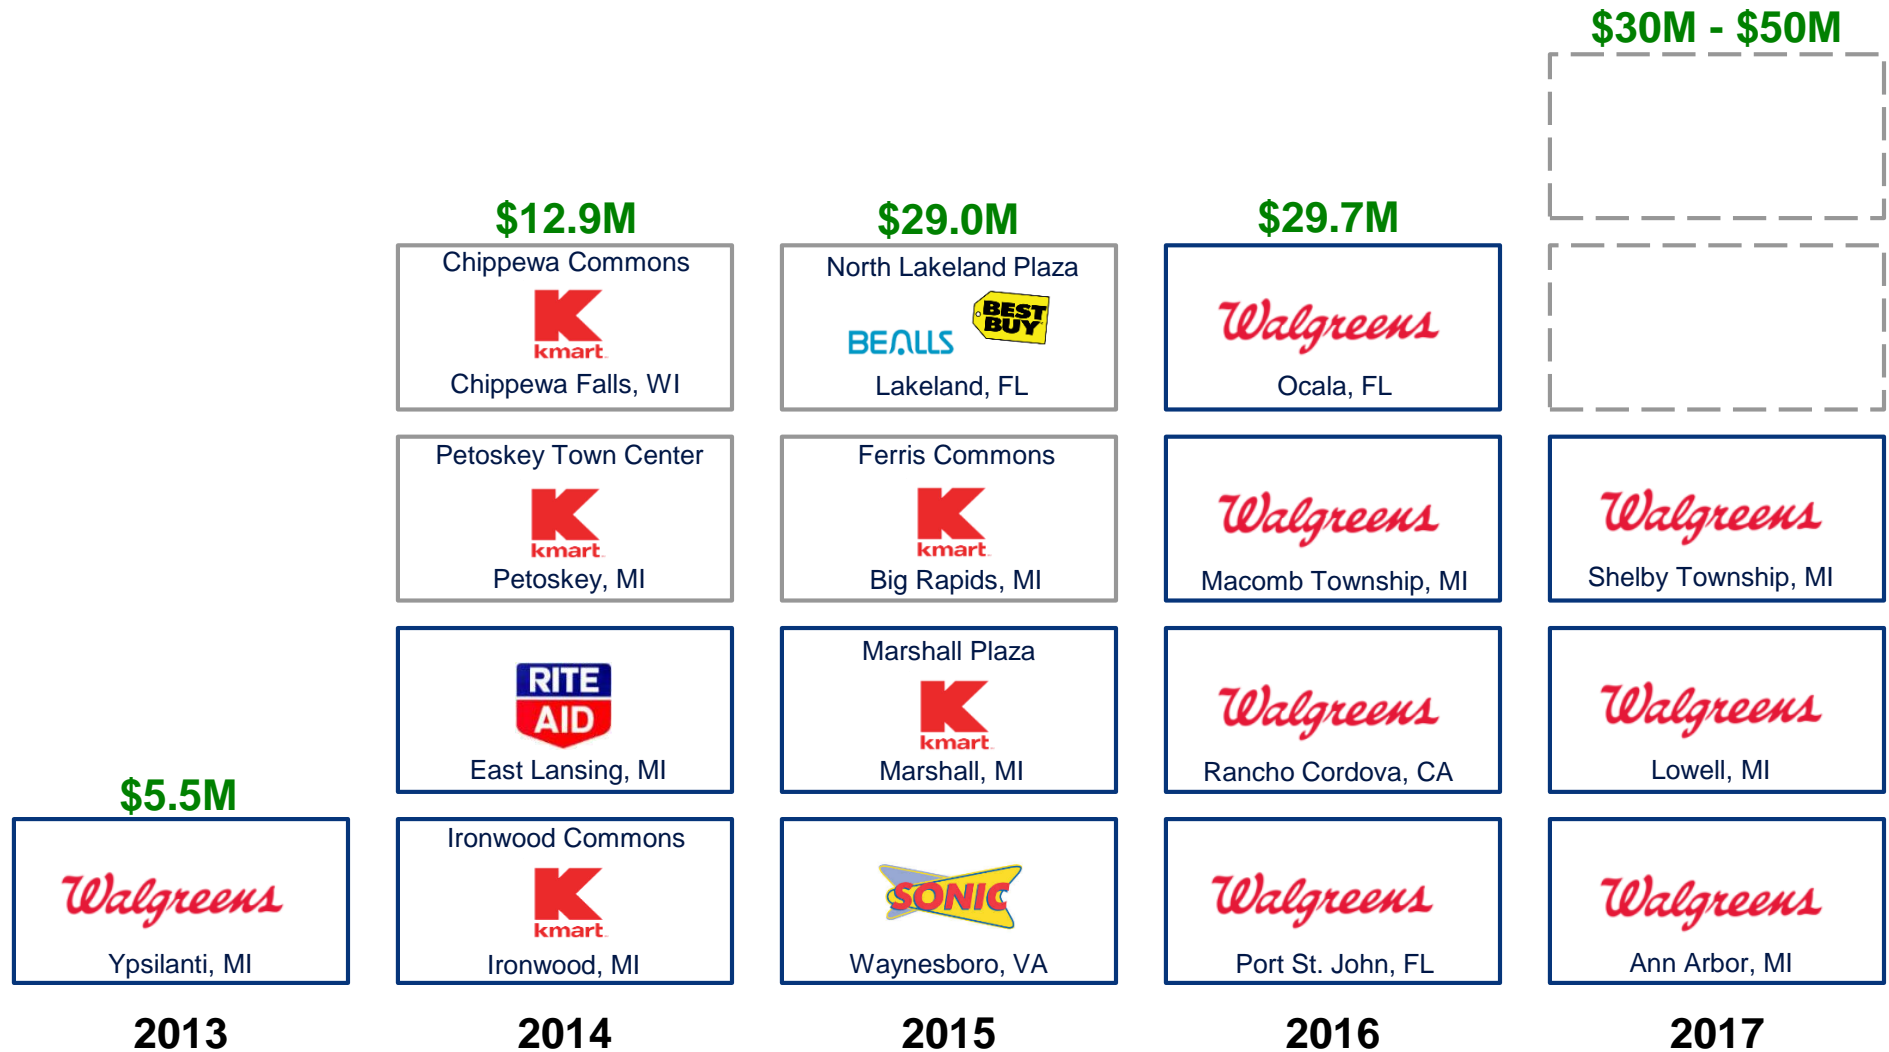 $30M - $50M
$12.9M
$29.0M
$29.7M
Chippewa Commons
kmart
Chippewa Falls, WI
North Lakeland Plaza
BEST
BUY
BEALLS
Lakeland, FL
Walgreens
Ocala, FL
Petoskey Town Center
kmart
Petoskey, MI
Ferris Commons
kmart
Big Rapids, MI
Walgreens
Macomb Township, MI
Walgreens
Shelby Township, MI
RITE
AID
East Lansing, MI
Marshall Plaza
kmart
Marshall, MI
Walgreens
Rancho Cordova, CA
Walgreens
Lowell, MI
$5.5M
Walgreens
Ypsilanti, MI
Ironwood Commons
kmart
Ironwood, MI
SONIC
Waynesboro, VA
Walgreens
Port St. John, FL
Walgreens
Ann Arbor, MI
2013
2014
2015
2016
2017